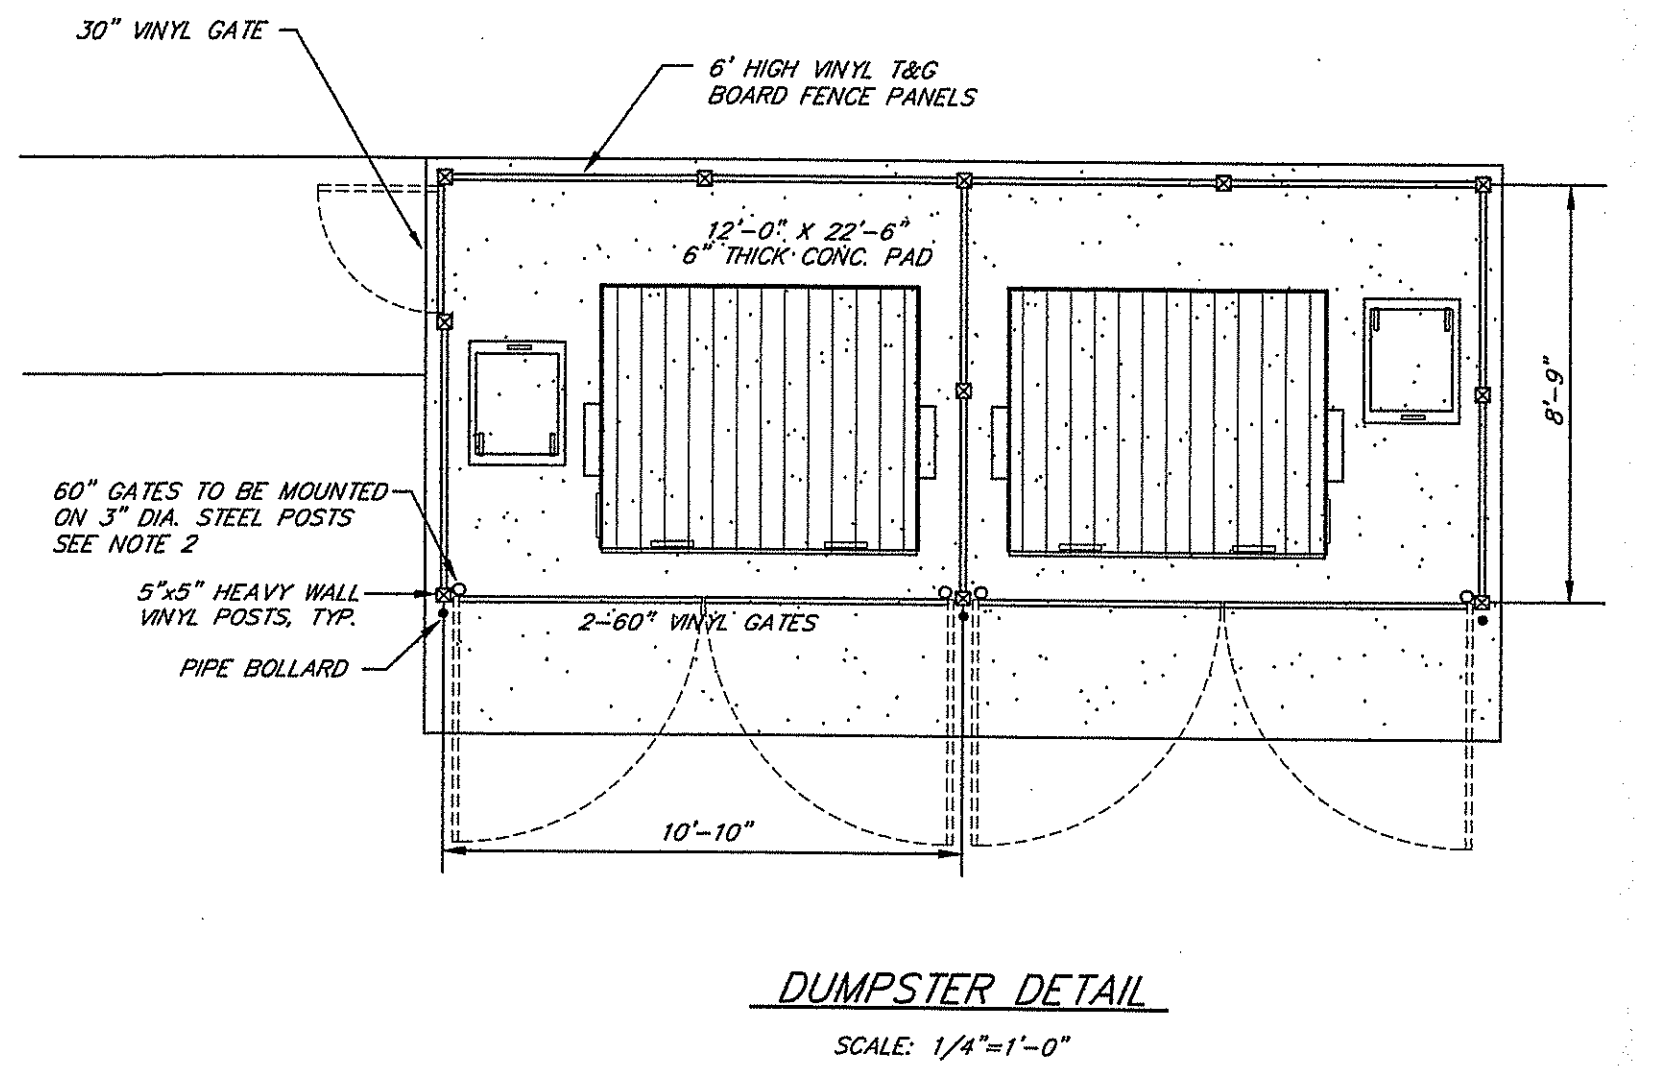 30" VINYL GATE
6' HIGH VINYL T&G
BOARD FENCE PANELS
12'-0" X 22'-6"
6" THICK CONC. PAD
8'-9"
60" GATES TO BE MOUNTED
ON 3" DIA. STEEL POSTS
SEE NOTE 2
5"x5" HEAVY WALL
VINYL POSTS, TYP.
2-60" VINYL GATES
PIPE BOLLARD
10'-10"
DUMPSTER DETAIL
SCALE: 1/4"=1'-0"